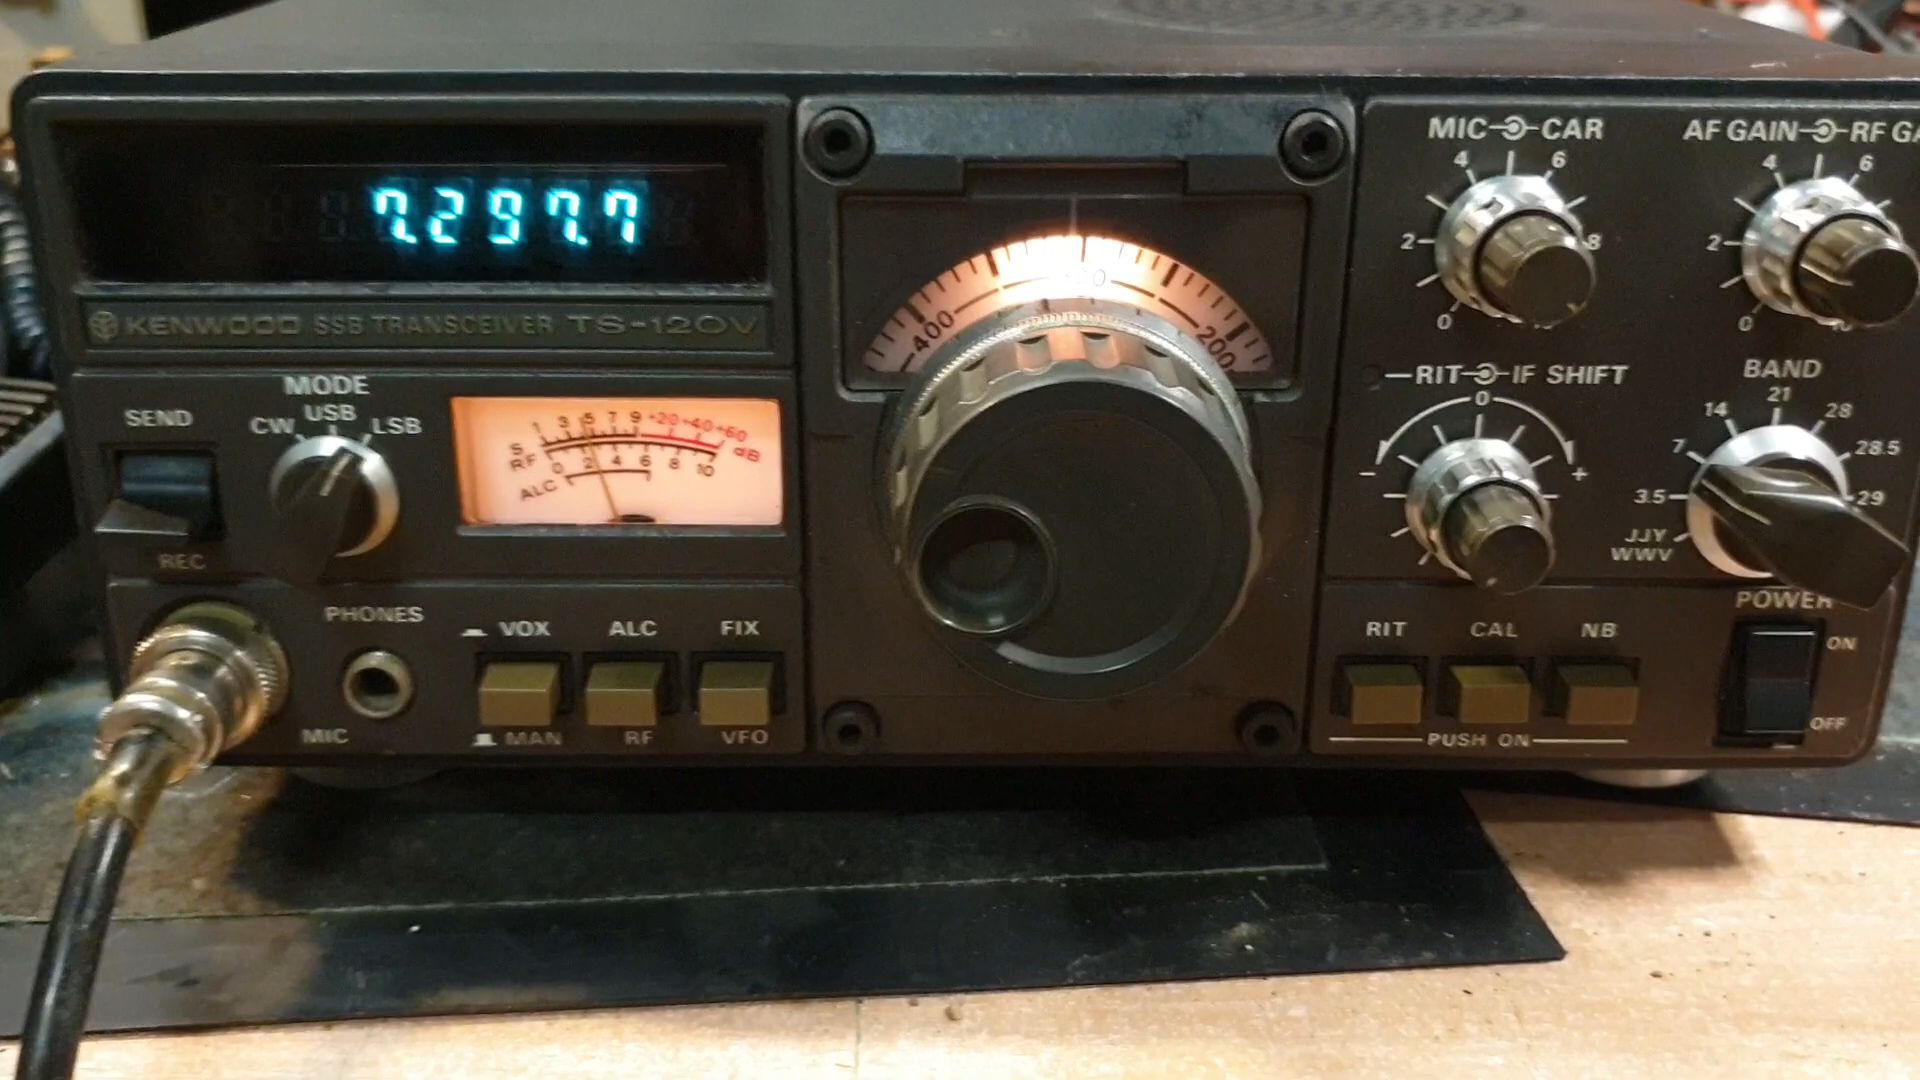 7.297.7
KENWOOD SSB TRANSCEIVER TS-120V
MODE
CW USB LSB
SEND
REC
S 1 3 5 7 9 +20 +40 +60 dB
RF 0 2 4 6 8 10
ALC
PHONES
MIC
VOX ALC FIX
MAN RF VFO
400 200
MIC CAR
0 2 4 6 8
AF GAIN RF GA
0 2 4 6
RIT IF SHIFT
0
- +
BAND
JJY WWV 3.5 7 14 21 28 28.5 29
RIT CAL NB
PUSH ON
POWER
ON
OFF